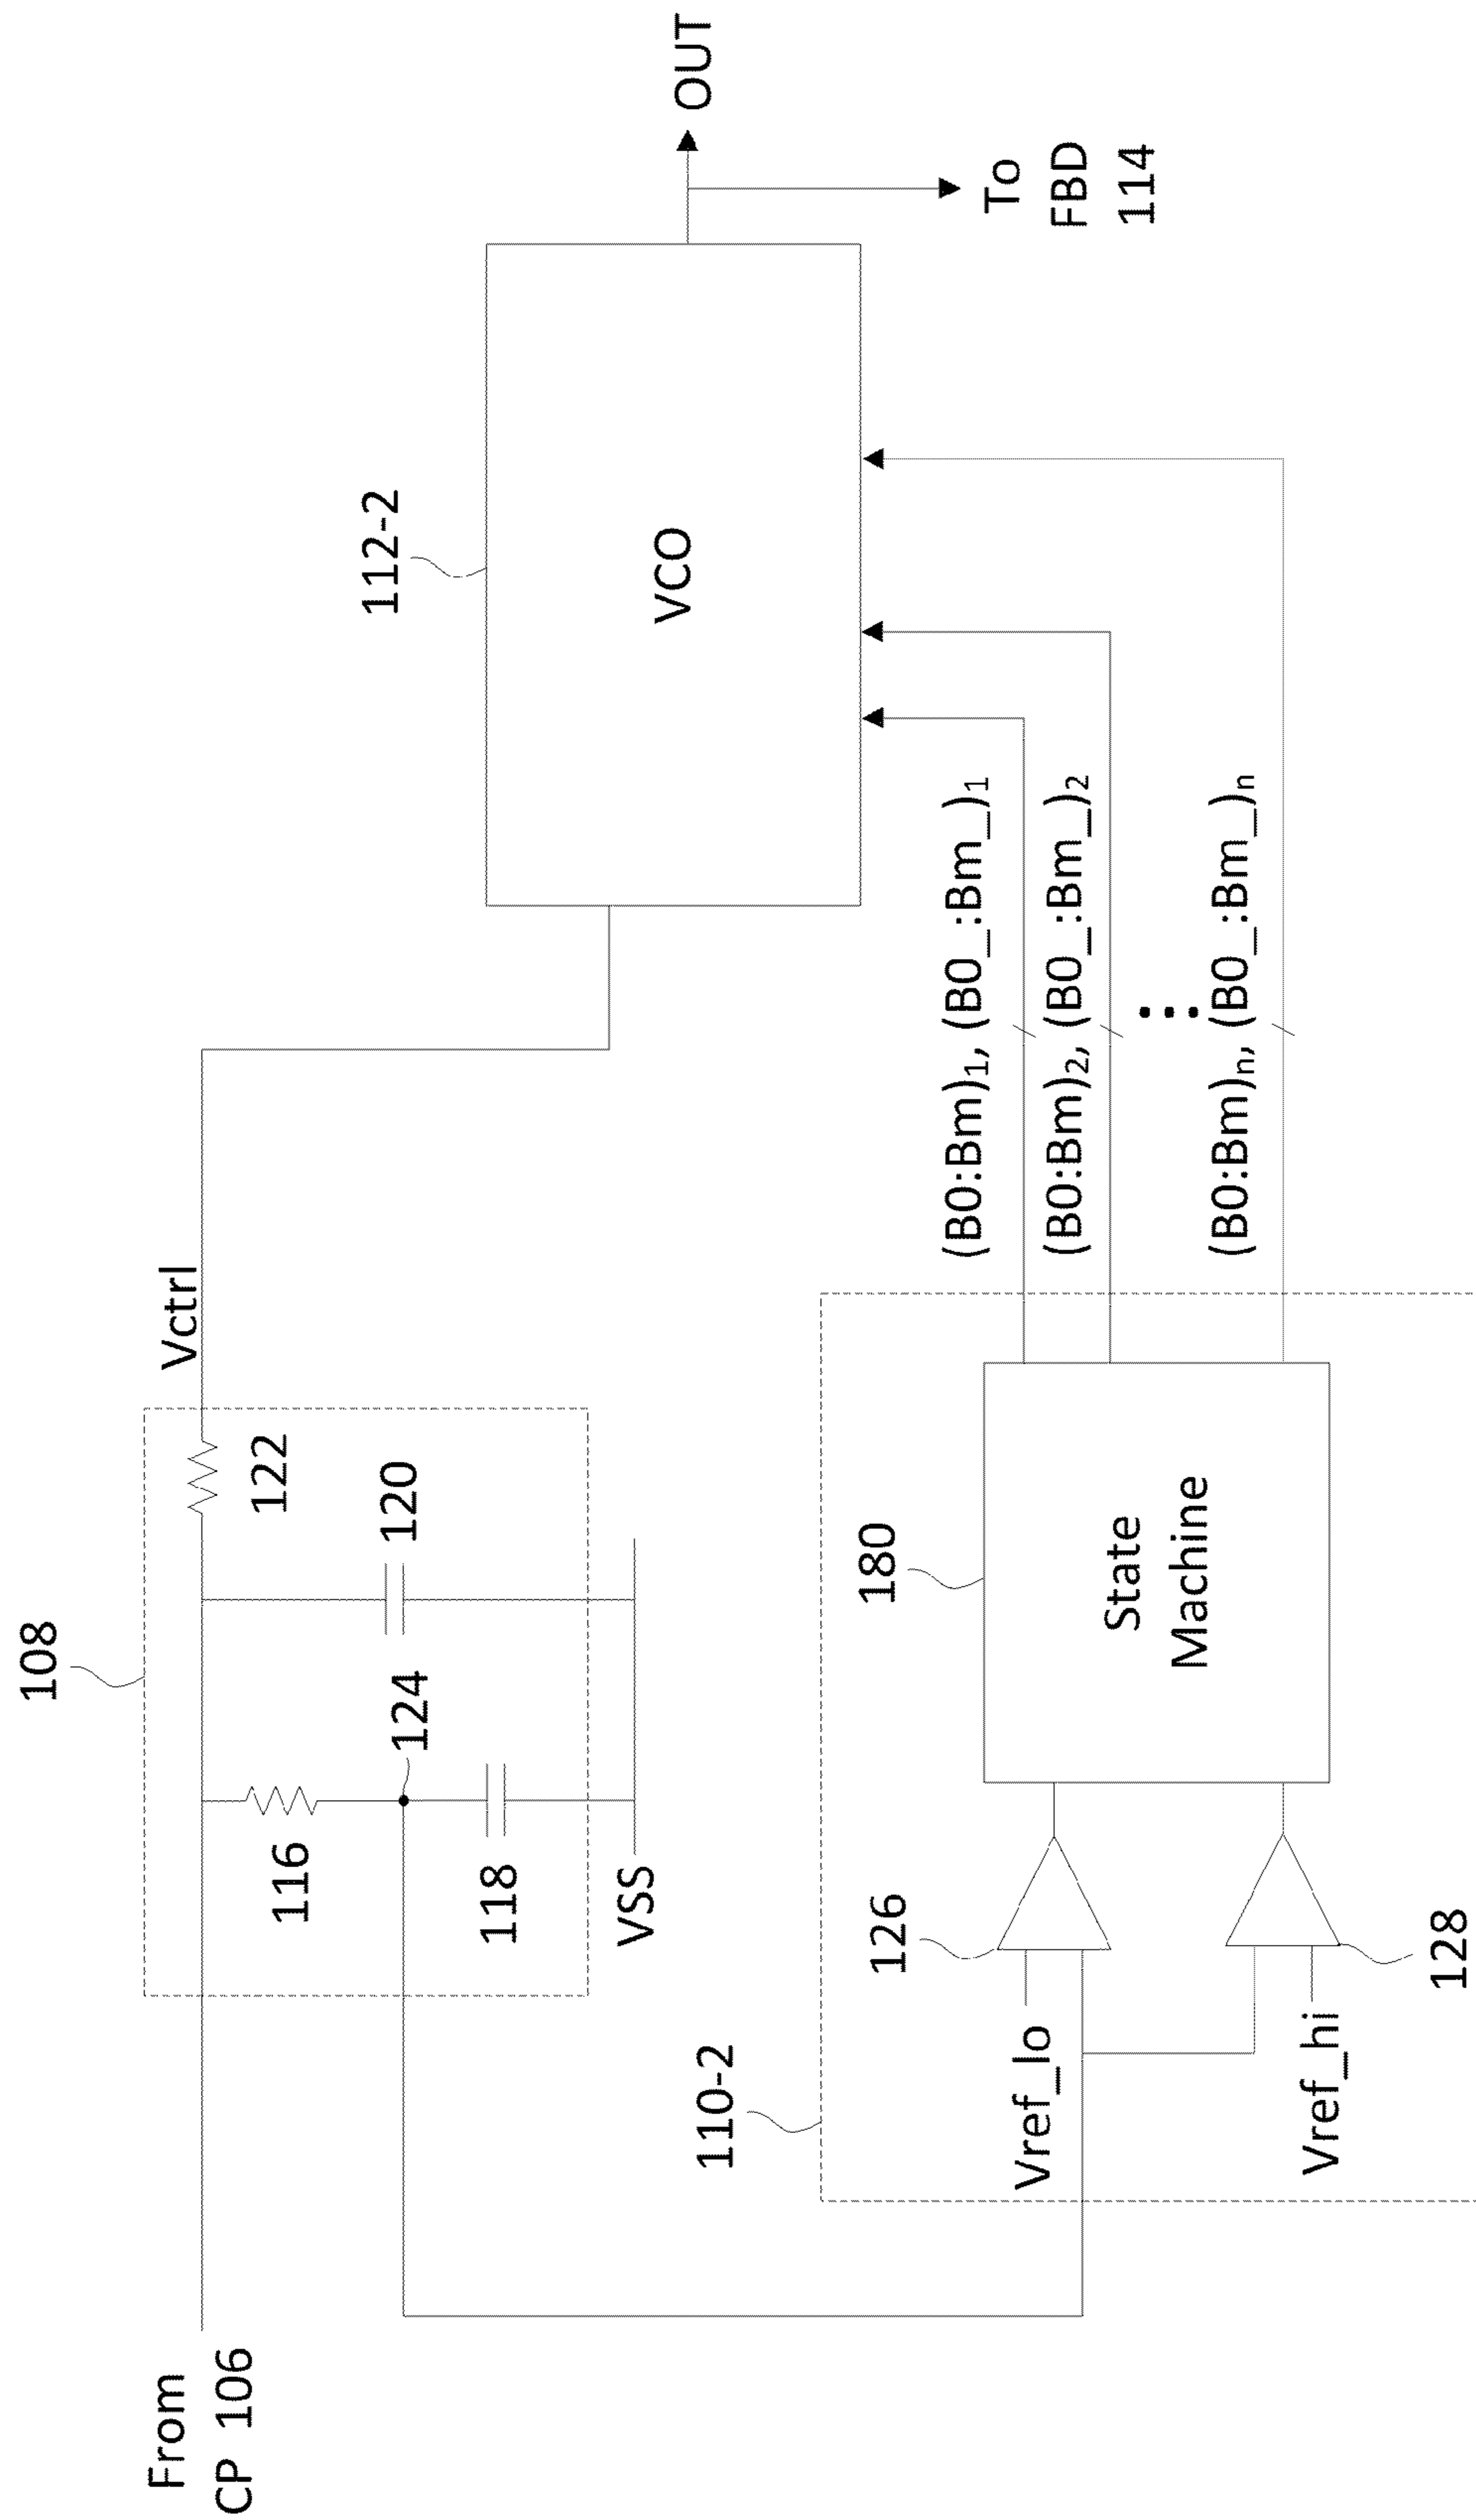 From
CP 106
108
116
118
124
120
122
VSS
Vctrl
112-2
VCO
OUT
To
FBD
114
110-2
Vref_lo
Vref_hi
126
128
180
State
Machine
(B0:Bm)1, (B0_:Bm_)1
(B0:Bm)2, (B0_:Bm_)2
(B0:Bm)n, (B0_:Bm_)n